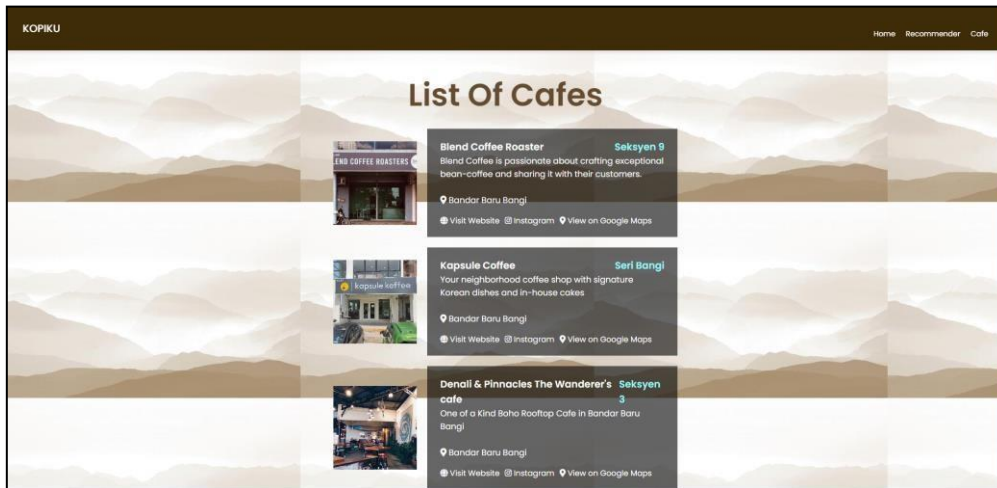 KOPIKU
Home Recommender Cafe
List Of Cafes
LEND COFFEE ROASTERS
Blend Coffee Roaster Seksyen 9
Blend Coffee is passionate about crafting exceptional
bean-coffee and sharing it with their customers.
Bandar Baru Bangi
Visit Website Instagram View on Google Maps
kapsule koffee
Kapsule Coffee Seri Bangi
Your neighborhood coffee shop with signature
Korean dishes and in-house cakes
Bandar Baru Bangi
Visit Website Instagram View on Google Maps
Denali & Pinnacles The Wanderer's Seksyen
cafe 3
One of a Kind Boho Rooftop Cafe in Bandar Baru
Bangi
Bandar Baru Bangi
Visit Website Instagram View on Google Maps